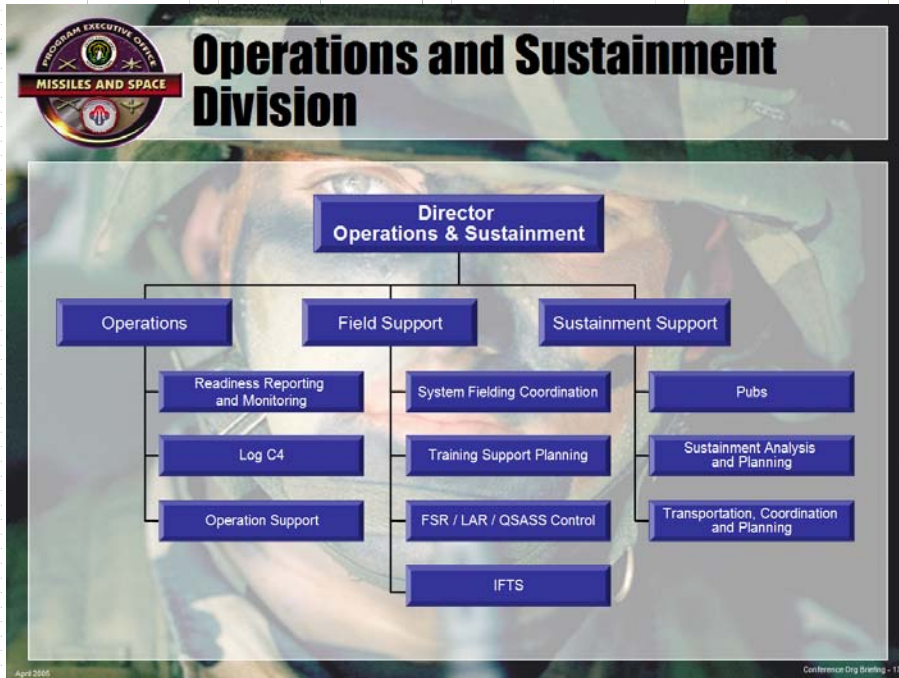 PROGRAM EXECUTIVE OFFICE
MISSILES AND SPACE
Operations and Sustainment
Division
Director
Operations & Sustainment
Operations
Field Support
Sustainment Support
Readiness Reporting
and Monitoring
System Fielding Coordination
Pubs
Log C4
Training Support Planning
Sustainment Analysis
and Planning
Operation Support
FSR / LAR / QSASS Control
Transportation, Coordination
and Planning
IFTS
April 2005
Conference Org Briefing -